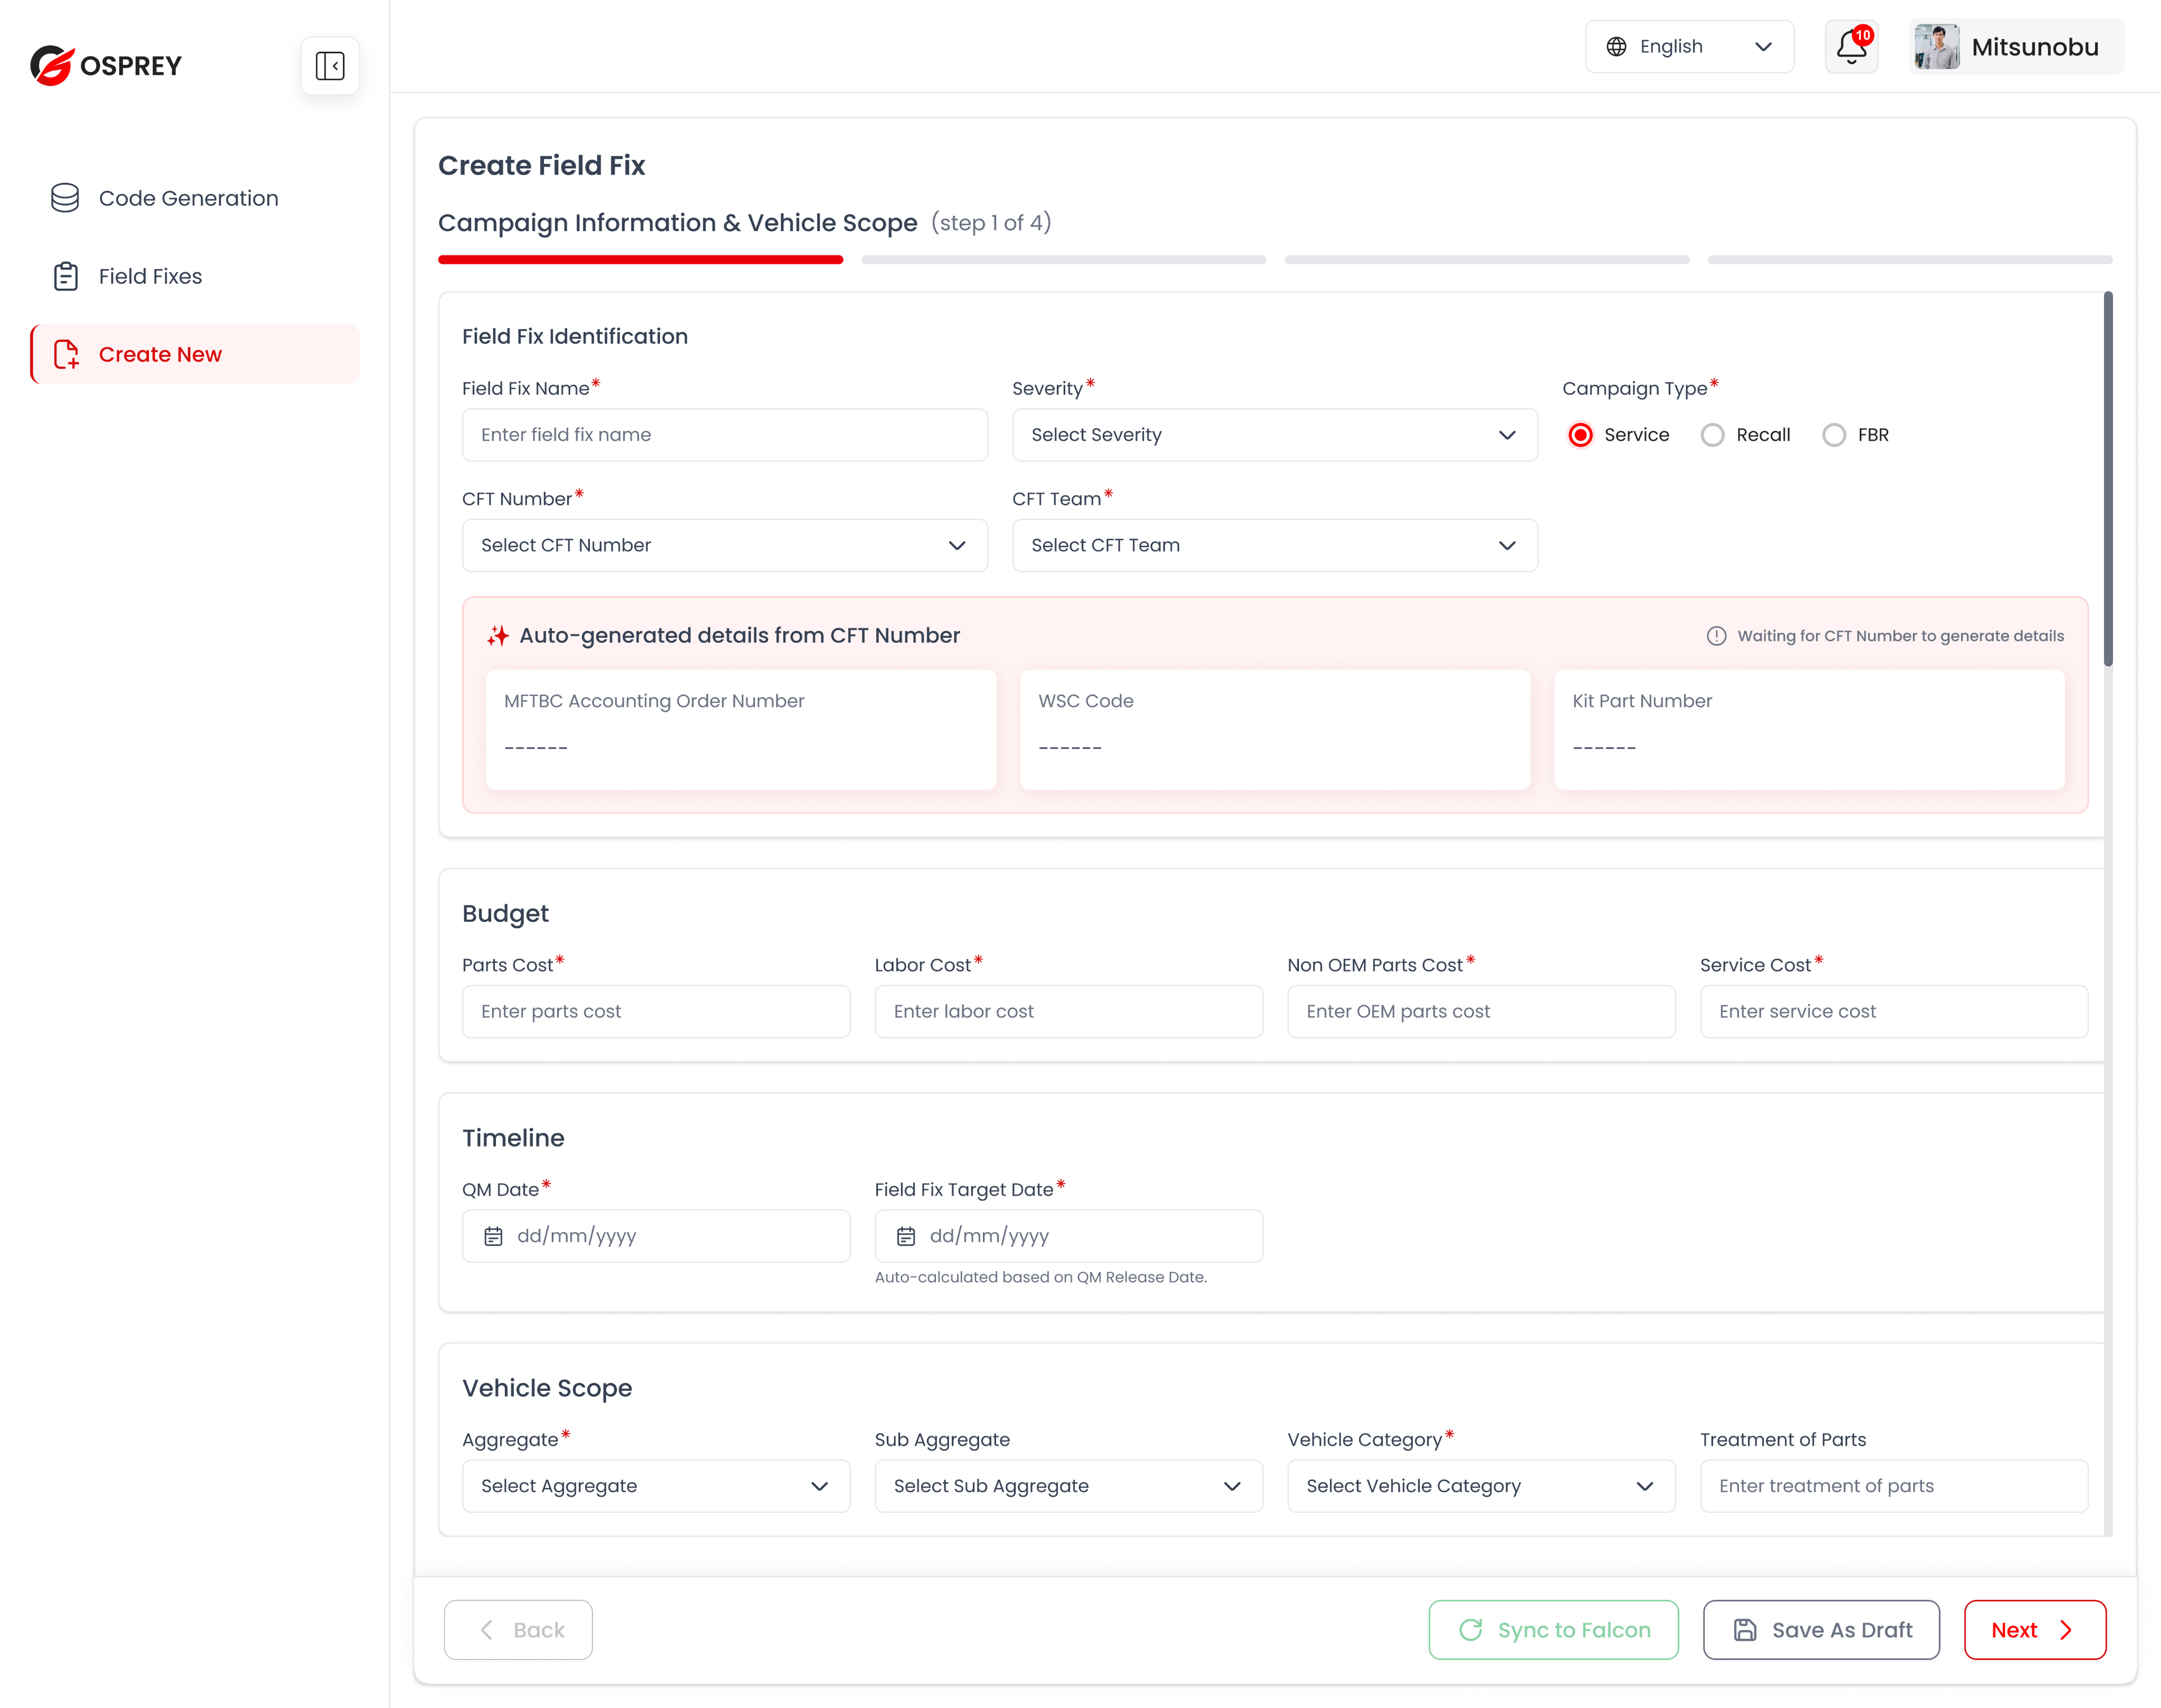 OSPREY
English
10
Mitsunobu
Code Generation
Field Fixes
Create New
Create Field Fix
Campaign Information & Vehicle Scope (step 1 of 4)
Field Fix Identification
Field Fix Name* Severity* Campaign Type*
Enter field fix name Select Severity Service Recall FBR
CFT Number* CFT Team*
Select CFT Number Select CFT Team
Auto-generated details from CFT Number Waiting for CFT Number to generate details
MFTBC Accounting Order Number WSC Code Kit Part Number
------ ------ ------
Budget
Parts Cost* Labor Cost* Non OEM Parts Cost* Service Cost*
Enter parts cost Enter labor cost Enter OEM parts cost Enter service cost
Timeline
QM Date* Field Fix Target Date*
dd/mm/yyyy dd/mm/yyyy
Auto-calculated based on QM Release Date.
Vehicle Scope
Aggregate* Sub Aggregate Vehicle Category* Treatment of Parts
Select Aggregate Select Sub Aggregate Select Vehicle Category Enter treatment of parts
Back Sync to Falcon Save As Draft Next